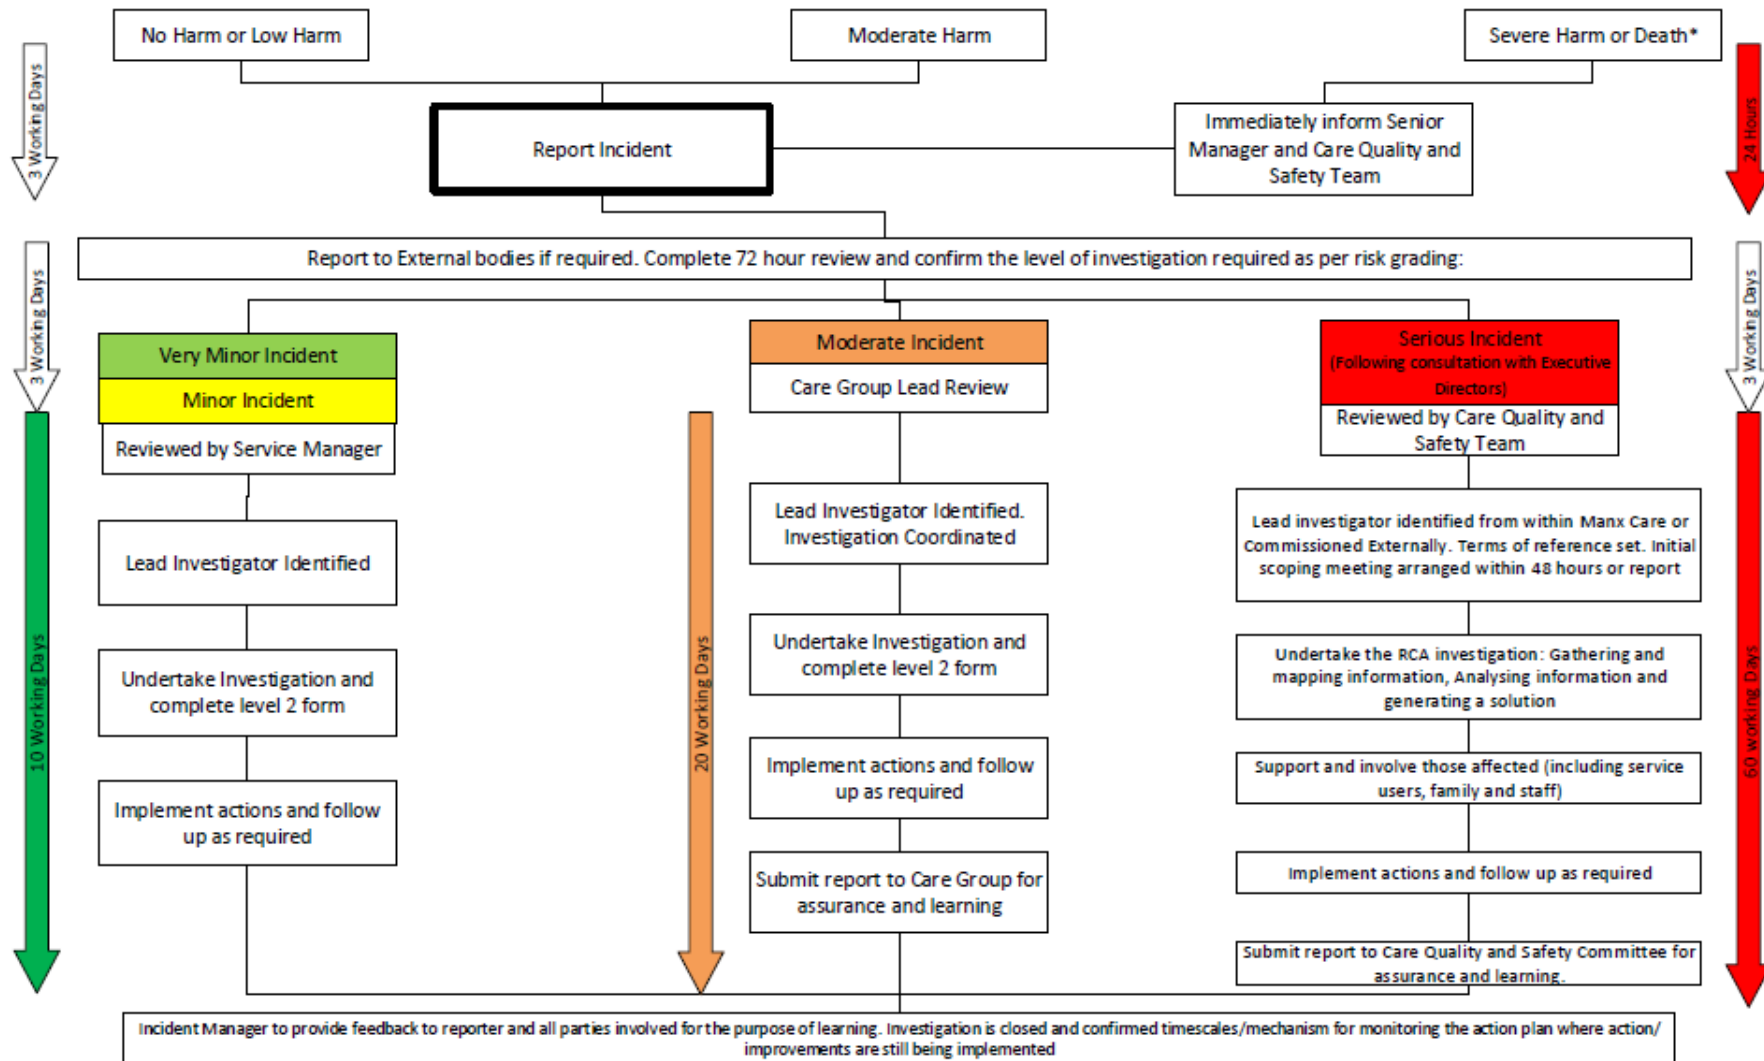 No Harm or Low Harm
Moderate Harm
Severe Harm or Death*
3 Working Days
24 Hours
Report Incident
Immediately inform Senior
Manager and Care Quality and
Safety Team
Report to External bodies if required. Complete 72 hour review and confirm the level of investigation required as per risk grading:
3 Working Days
3 Working Days
Very Minor Incident
Minor Incident
Reviewed by Service Manager
Lead Investigator Identified
Undertake Investigation and
complete level 2 form
Implement actions and follow
up as required
10 Working Days
Moderate Incident
Care Group Lead Review
Lead Investigator Identified.
Investigation Coordinated
Undertake Investigation and
complete level 2 form
Implement actions and follow
up as required
Submit report to Care Group for
assurance and learning
20 Working Days
Serious Incident
(Following consultation with Executive
Directors)
Reviewed by Care Quality and
Safety Team
Lead investigator identified from within Manx Care or
Commissioned Externally. Terms of reference set. Initial
scoping meeting arranged within 48 hours or report
Undertake the RCA investigation: Gathering and
mapping information, Analysing information and
generating a solution
Support and involve those affected (including service
users, family and staff)
Implement actions and follow up as required
Submit report to Care Quality and Safety Committee for
assurance and learning.
60 working Days
Incident Manager to provide feedback to reporter and all parties involved for the purpose of learning. Investigation is closed and confirmed timescales/mechanism for monitoring the action plan where action/
improvements are still being implemented